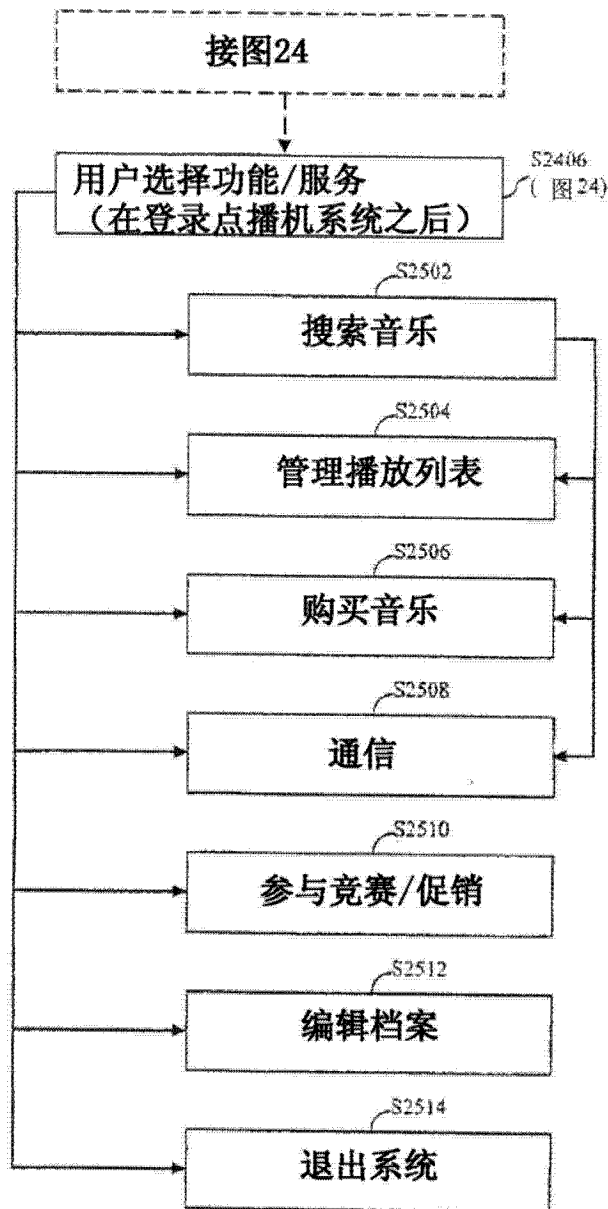 接图24
用户选择功能/服务
（在登录点播机系统之后）
S2406
( 图24)
S2502
搜索音乐
S2504
管理播放列表
S2506
购买音乐
S2508
通信
S2510
参与竞赛/促销
S2512
编辑档案
S2514
退出系统